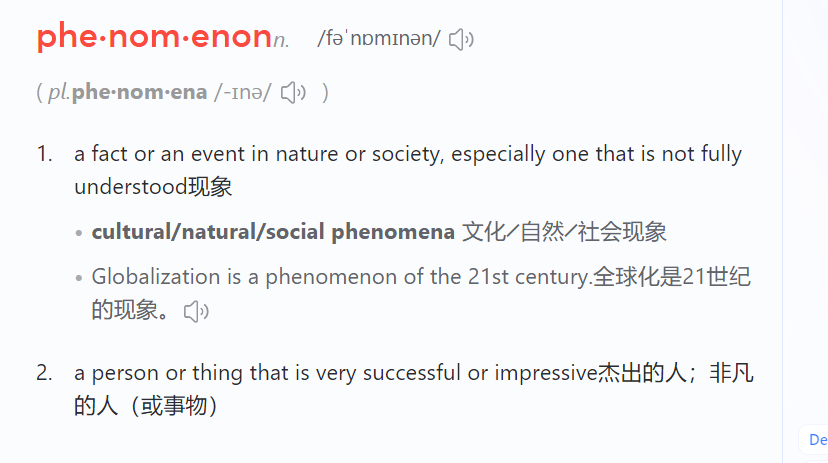 phe·nom·enon n. /fəˈnɒmɪnən/
( pl.phe·nom·ena /-ɪnə/ )
1. a fact or an event in nature or society, especially one that is not fully
understood现象
• cultural/natural/social phenomena 文化／自然／社会现象
• Globalization is a phenomenon of the 21st century.全球化是21世纪
的现象。
2. a person or thing that is very successful or impressive杰出的人；非凡
的人（或事物）
De